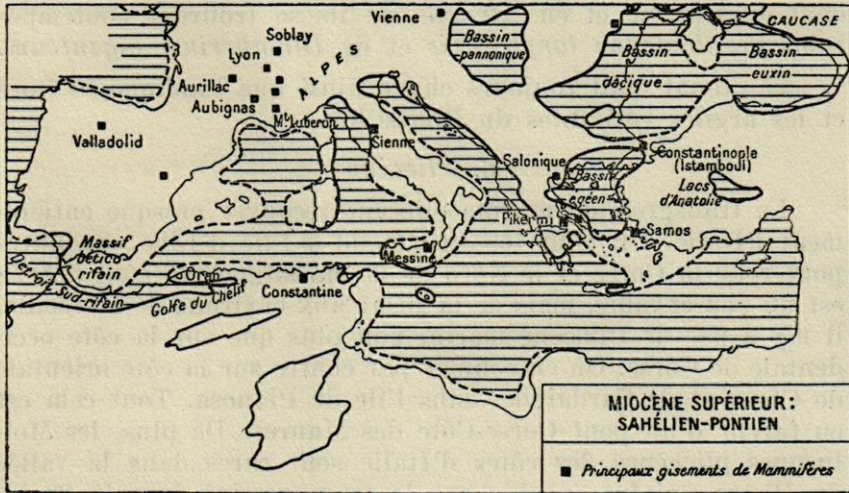 Vienne
Soblay
Lyon
Aurillac
Aubignas
ALPES
Mt Luberon
Valladolid
Sienne
Bassin
pannonique
Bassin
dacique
CAUCASE
Bassin
euxin
Salonique
Constantinople
(Istamboul)
Bassin
égéen
Lacs
d'Anatolie
Pikermi
Samos
Massif
bético
rifain
Détroit Sud-rifain
Oran
Golfe du Chélif
Constantine
Messine
MIOCÈNE SUPÉRIEUR:
SAHÉLIEN-PONTIEN
Principaux gisements de Mammifères